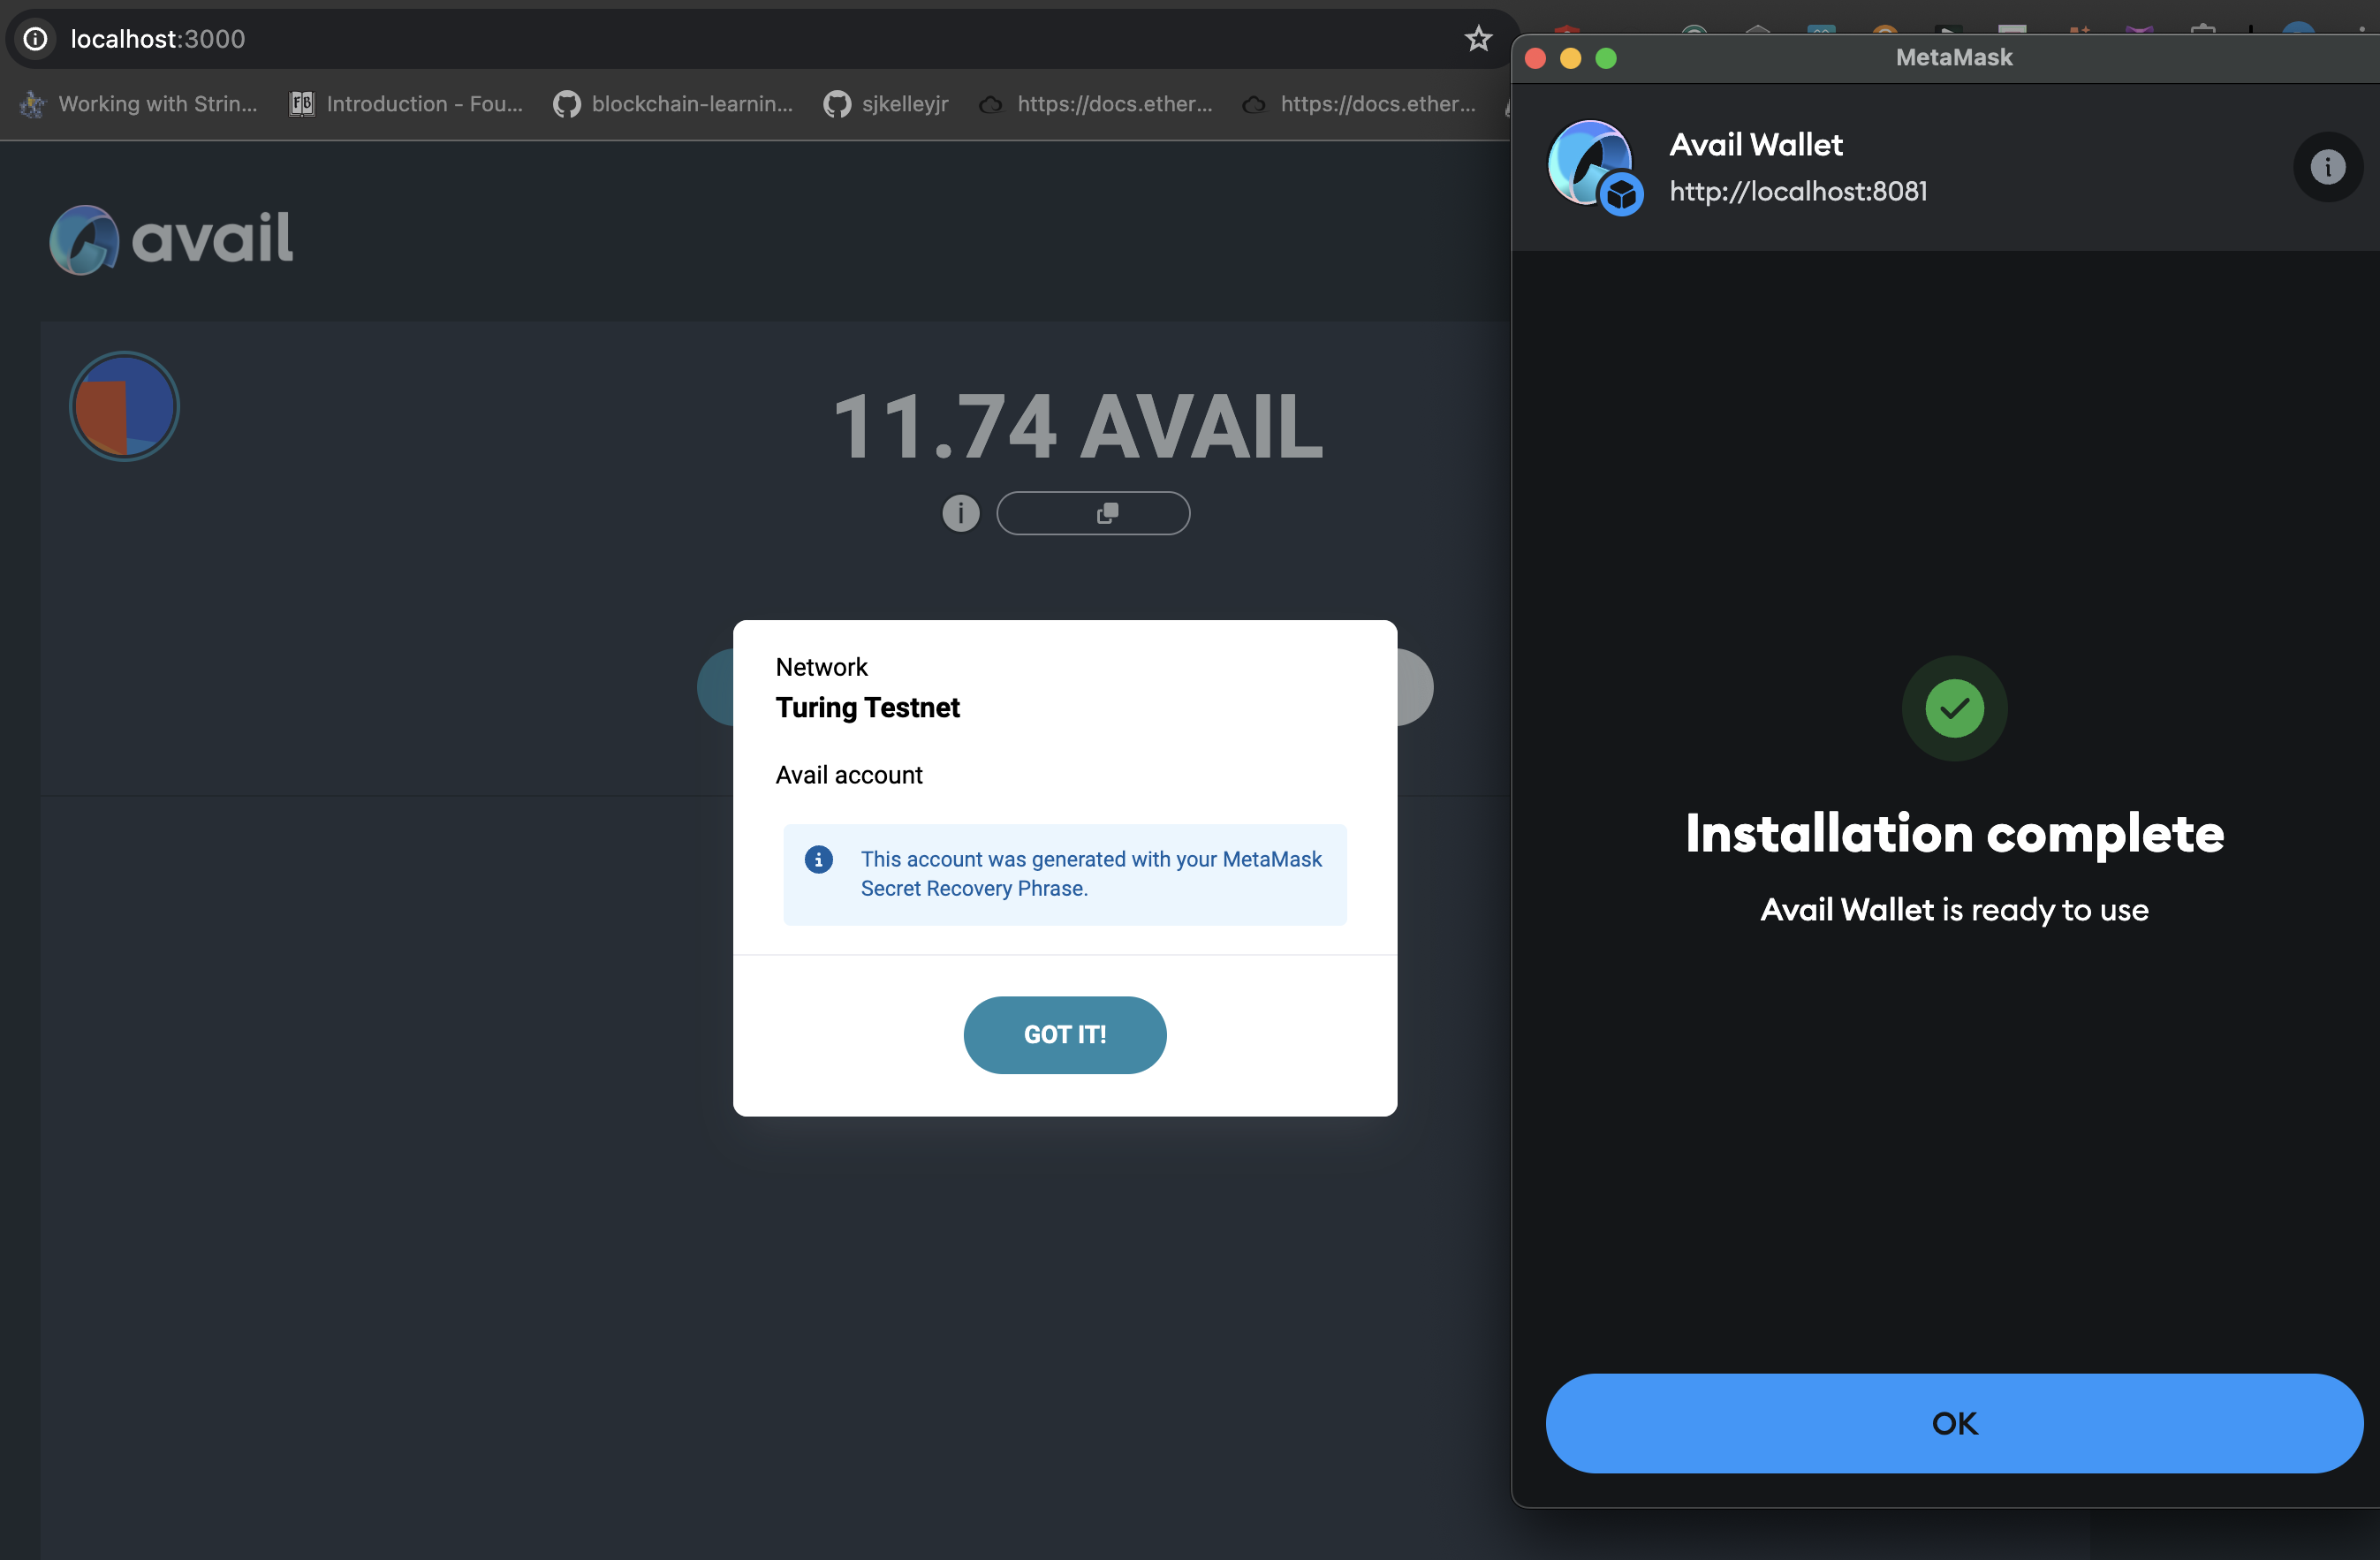 localhost:3000
Working with Strin...
Introduction - Fou...
blockchain-learnin...
sjkelleyjr
https://docs.ether...
https://docs.ether...
avail
11.74 AVAIL
Network
Turing Testnet
Avail account
This account was generated with your MetaMask
Secret Recovery Phrase.
GOT IT!
MetaMask
Avail Wallet
http://localhost:8081
Installation complete
Avail Wallet is ready to use
OK